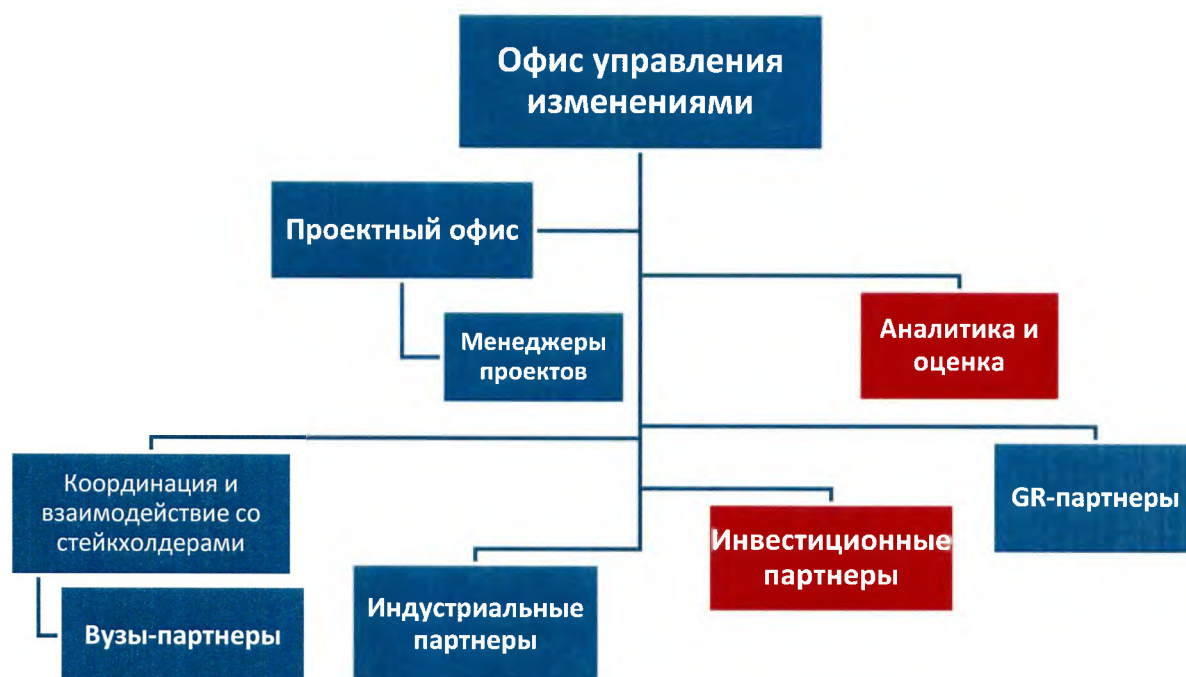 Офис управления
изменениями
Проектный офис
Менеджеры
проектов
Аналитика и
оценка
Координация и
взаимодействие со
стейкхолдерами
Вузы-партнеры
Индустриальные
партнеры
Инвестиционные
партнеры
GR-партнеры